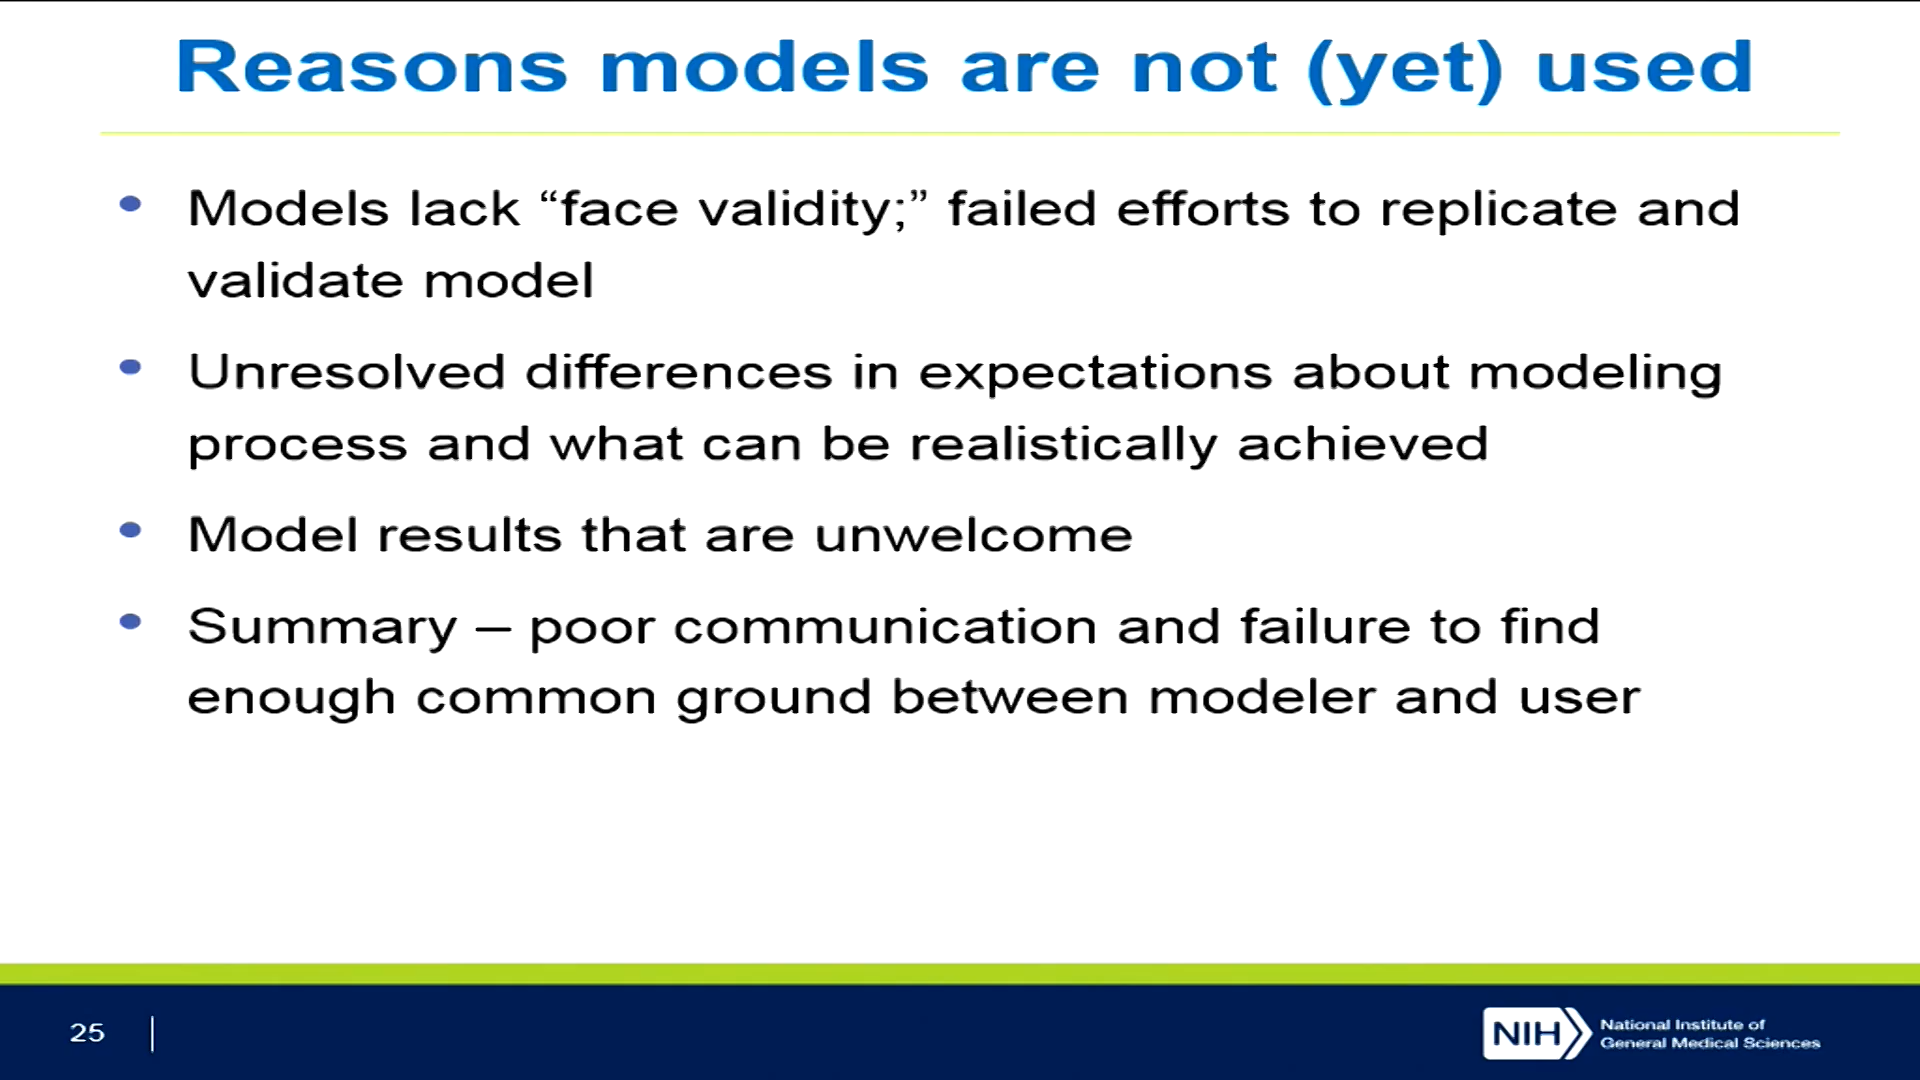 Reasons models are not (yet) used
• Models lack “face validity;” failed efforts to replicate and
validate model
• Unresolved differences in expectations about modeling
process and what can be realistically achieved
• Model results that are unwelcome
• Summary – poor communication and failure to find
enough common ground between modeler and user
25
NIH
National Institute of
General Medical Sciences